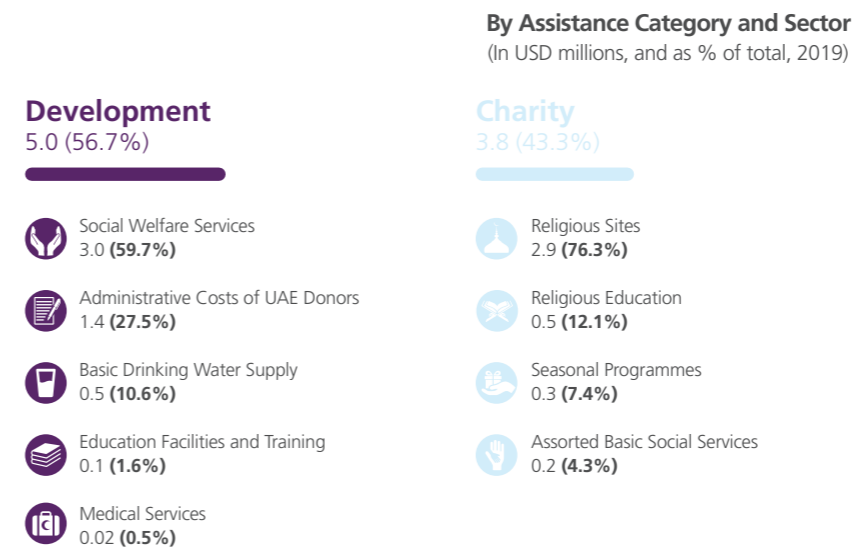 By Assistance Category and Sector
(In USD millions, and as % of total, 2019)
Development
5.0 (56.7%)
Social Welfare Services
3.0 (59.7%)
Administrative Costs of UAE Donors
1.4 (27.5%)
Basic Drinking Water Supply
0.5 (10.6%)
Education Facilities and Training
0.1 (1.6%)
Medical Services
0.02 (0.5%)
Charity
3.8 (43.3%)
Religious Sites
2.9 (76.3%)
Religious Education
0.5 (12.1%)
Seasonal Programmes
0.3 (7.4%)
Assorted Basic Social Services
0.2 (4.3%)